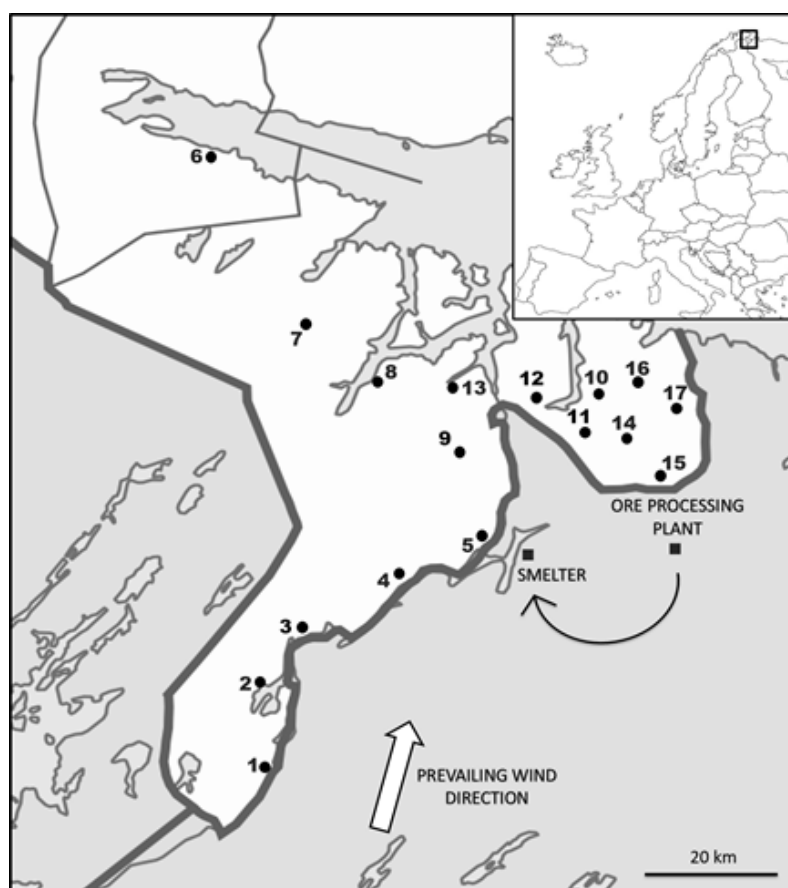 6
7
8
13
12
10
16
17
11
14
9
15
ORE PROCESSING
PLANT
5
SMELTER
4
3
2
1
PREVAILING WIND
DIRECTION
20 km